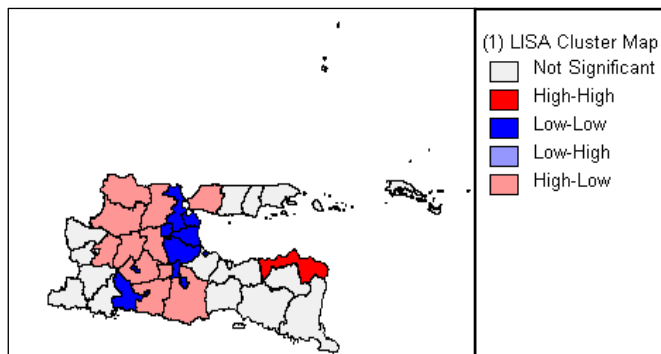 (1) LISA Cluster Map
Not Significant
High-High
Low-Low
Low-High
High-Low